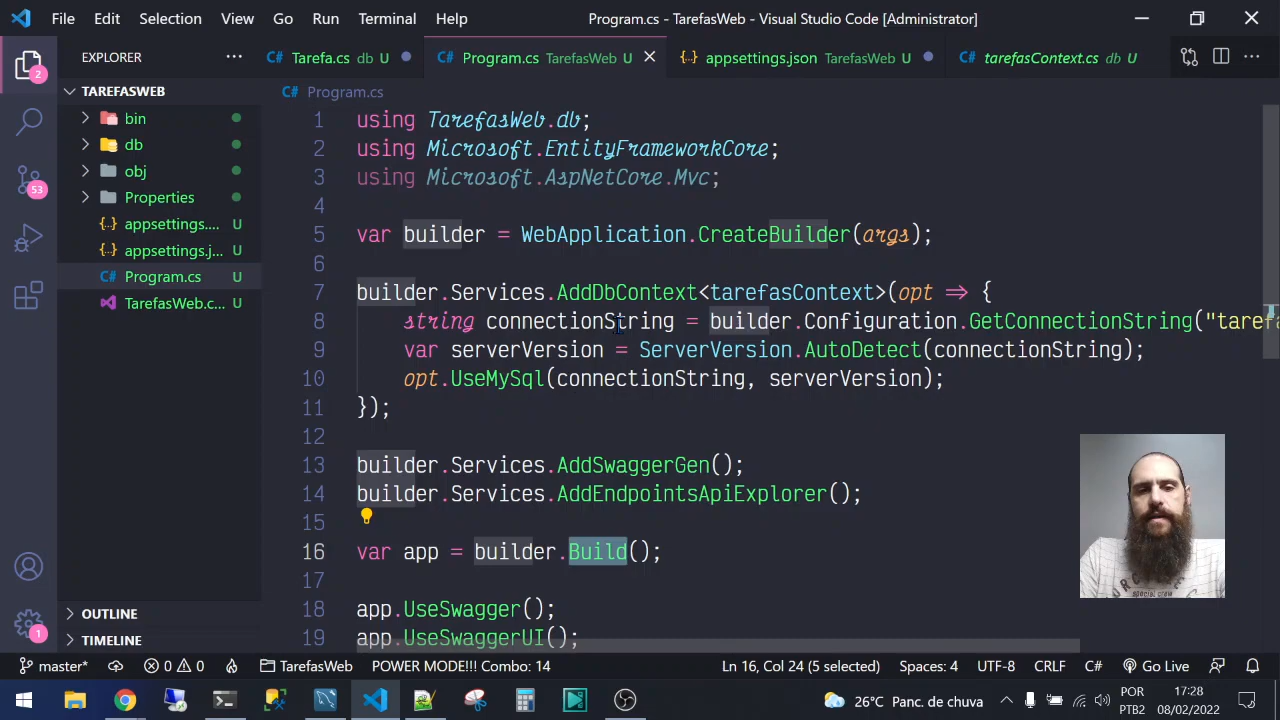 File Edit Selection View Go Run Terminal Help Program.cs - TarefasWeb - Visual Studio Code [Administrator]
EXPLORER
Tarefa.cs db U
Program.cs TarefasWeb U
appsettings.json TarefasWeb U
tarefasContext.cs db U
2
TAREFASWEB
bin
db
obj
Properties
appsettings.... U
appsettings.j... U
Program.cs U
TarefasWeb.c... U
53
Program.cs
1 using TarefasWeb.db;
2 using Microsoft.EntityFrameworkCore;
3 using Microsoft.AspNetCore.Mvc;
4
5 var builder = WebApplication.CreateBuilder(args);
6
7 builder.Services.AddDbContext<tarefasContext>(opt => {
8 string connectionString = builder.Configuration.GetConnectionString("taref
9 var serverVersion = ServerVersion.AutoDetect(connectionString);
10 opt.UseMySql(connectionString, serverVersion);
11 });
12
13 builder.Services.AddSwaggerGen();
14 builder.Services.AddEndpointsApiExplorer();
15
16 var app = builder.Build();
17
18 app.UseSwagger();
19 app.UseSwaggerUI();
OUTLINE
TIMELINE
1
master* 0 0 TarefasWeb POWER MODE!!! Combo: 14 Ln 16, Col 24 (5 selected) Spaces: 4 UTF-8 CRLF C# Go Live
26°C Panc. de chuva
POR
PTB2
17:28
08/02/2022